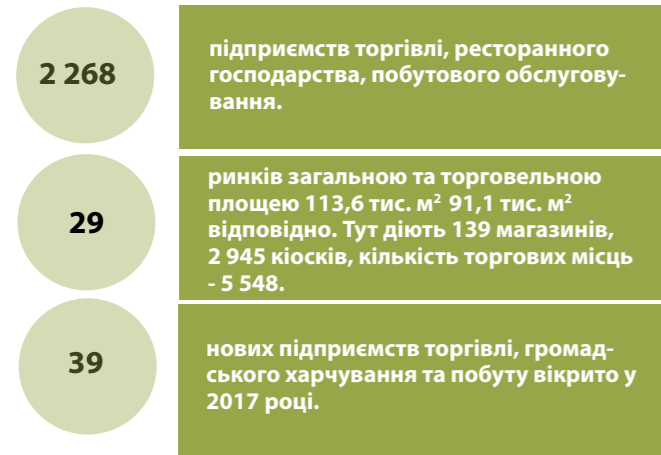 2 268
підприємств торгівлі, ресторанного
господарства, побутового обслугову-
вання.
29
ринків загальною та торговельною
площею 113,6 тис. м² 91,1 тис. м²
відповідно. Тут діють 139 магазинів,
2 945 кіосків, кількість торгових місць
- 5 548.
39
нових підприємств торгівлі, громад-
ського харчування та побуту вікрито у
2017 році.